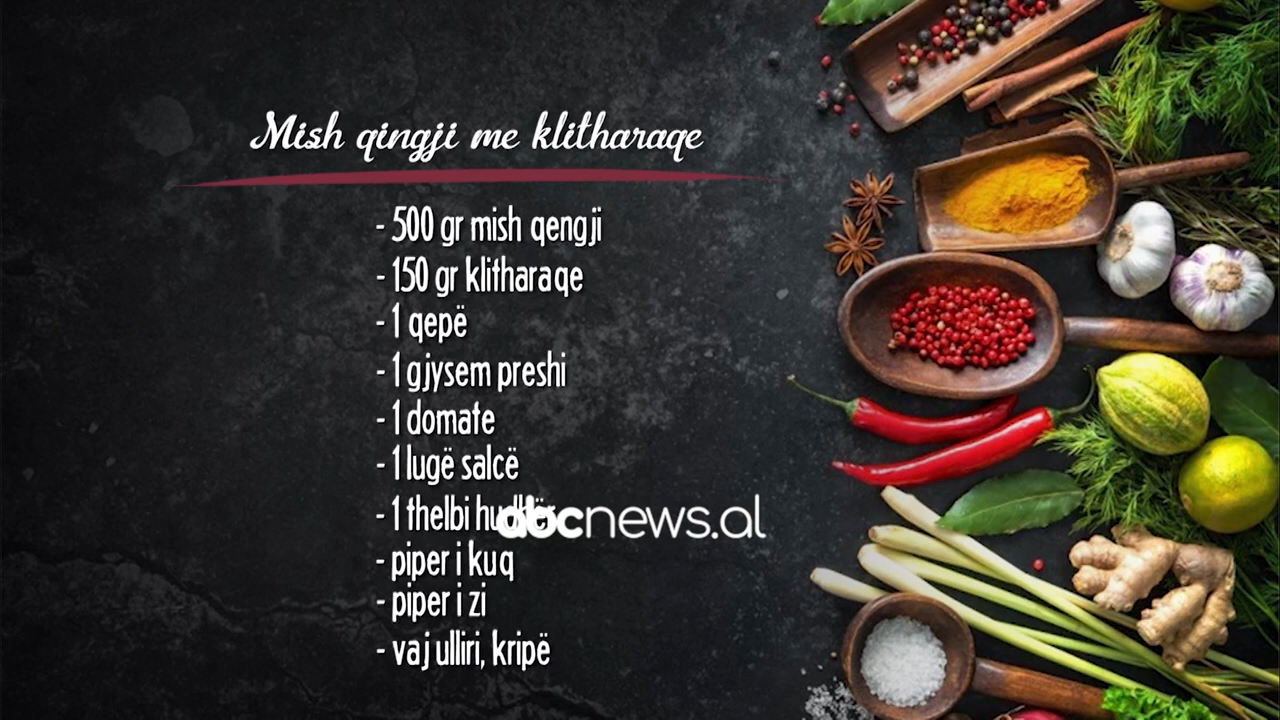 Mish qingji me klitharaqe
- 500 gr mish qengji
- 150 gr klitharaqe
- 1 qepë
- 1 gjysem preshi
- 1 domate
- 1 lugë salcë
- 1 thelbi
abcnews.al
- piper i kuq
- piper i zi
- vaj ulliri, kripë